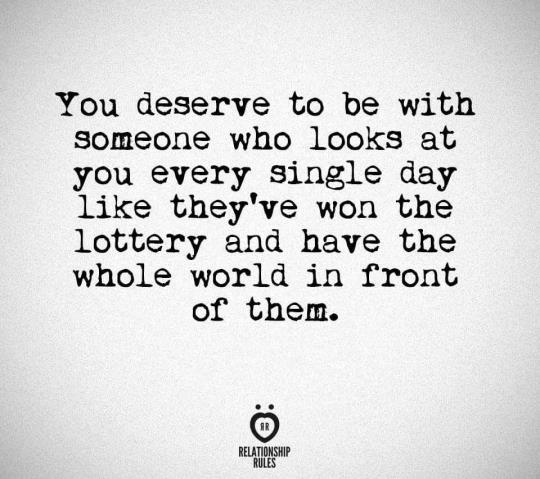 You deserve to be with
someone who looks at
you every single day
like they've won the
lottery and have the
whole world in front
of them.
RR
RELATIONSHIP
RULES